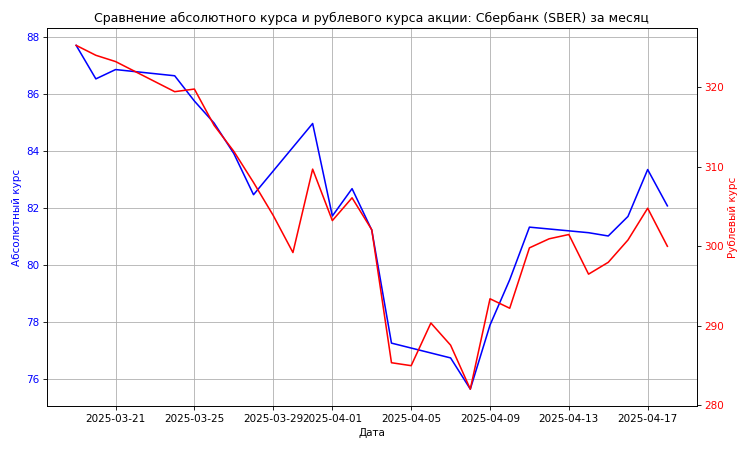 Сравнение абсолютного курса и рублевого курса акции: Сбербанк (SBER) за месяц
88
86
84
82
80
78
76
Абсолютный курс
320
310
300
290
280
Рублевый курс
2025-03-21 2025-03-25 2025-03-29 2025-04-01 2025-04-05 2025-04-09 2025-04-13 2025-04-17
Дата